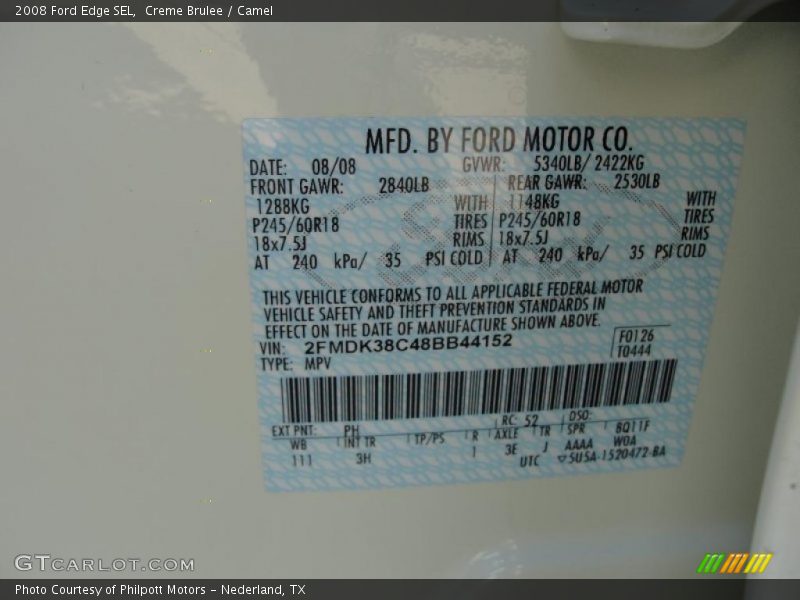 2008 Ford Edge SEL, Creme Brulee / Camel
MFD. BY FORD MOTOR CO.
DATE: 08/08 GVWR: 5340LB/ 2422KG
FRONT GAWR: 2840LB REAR GAWR: 2530LB
1288KG WITH 1148KG WITH
P245/60R18 TIRES P245/60R18 TIRES
18x7.5J RIMS 18x7.5J RIMS
AT 240 kPa/ 35 PSI COLD AT 240 kPa/ 35 PSI COLD
THIS VEHICLE CONFORMS TO ALL APPLICABLE FEDERAL MOTOR
VEHICLE SAFETY AND THEFT PREVENTION STANDARDS IN
EFFECT ON THE DATE OF MANUFACTURE SHOWN ABOVE.
VIN: 2FMDK38C48BB44152 F0126
TYPE: MPV T0444
EXT PNT: PH RC: 52 DSO:
WB INT TR TP/PS R AXLE TR SPR 8Q11F
111 3H 1 3E J AAAA WOA
UTC ▽5USA-1520472-BA
GTCARLOT.COM
Photo Courtesy of Philpott Motors - Nederland, TX